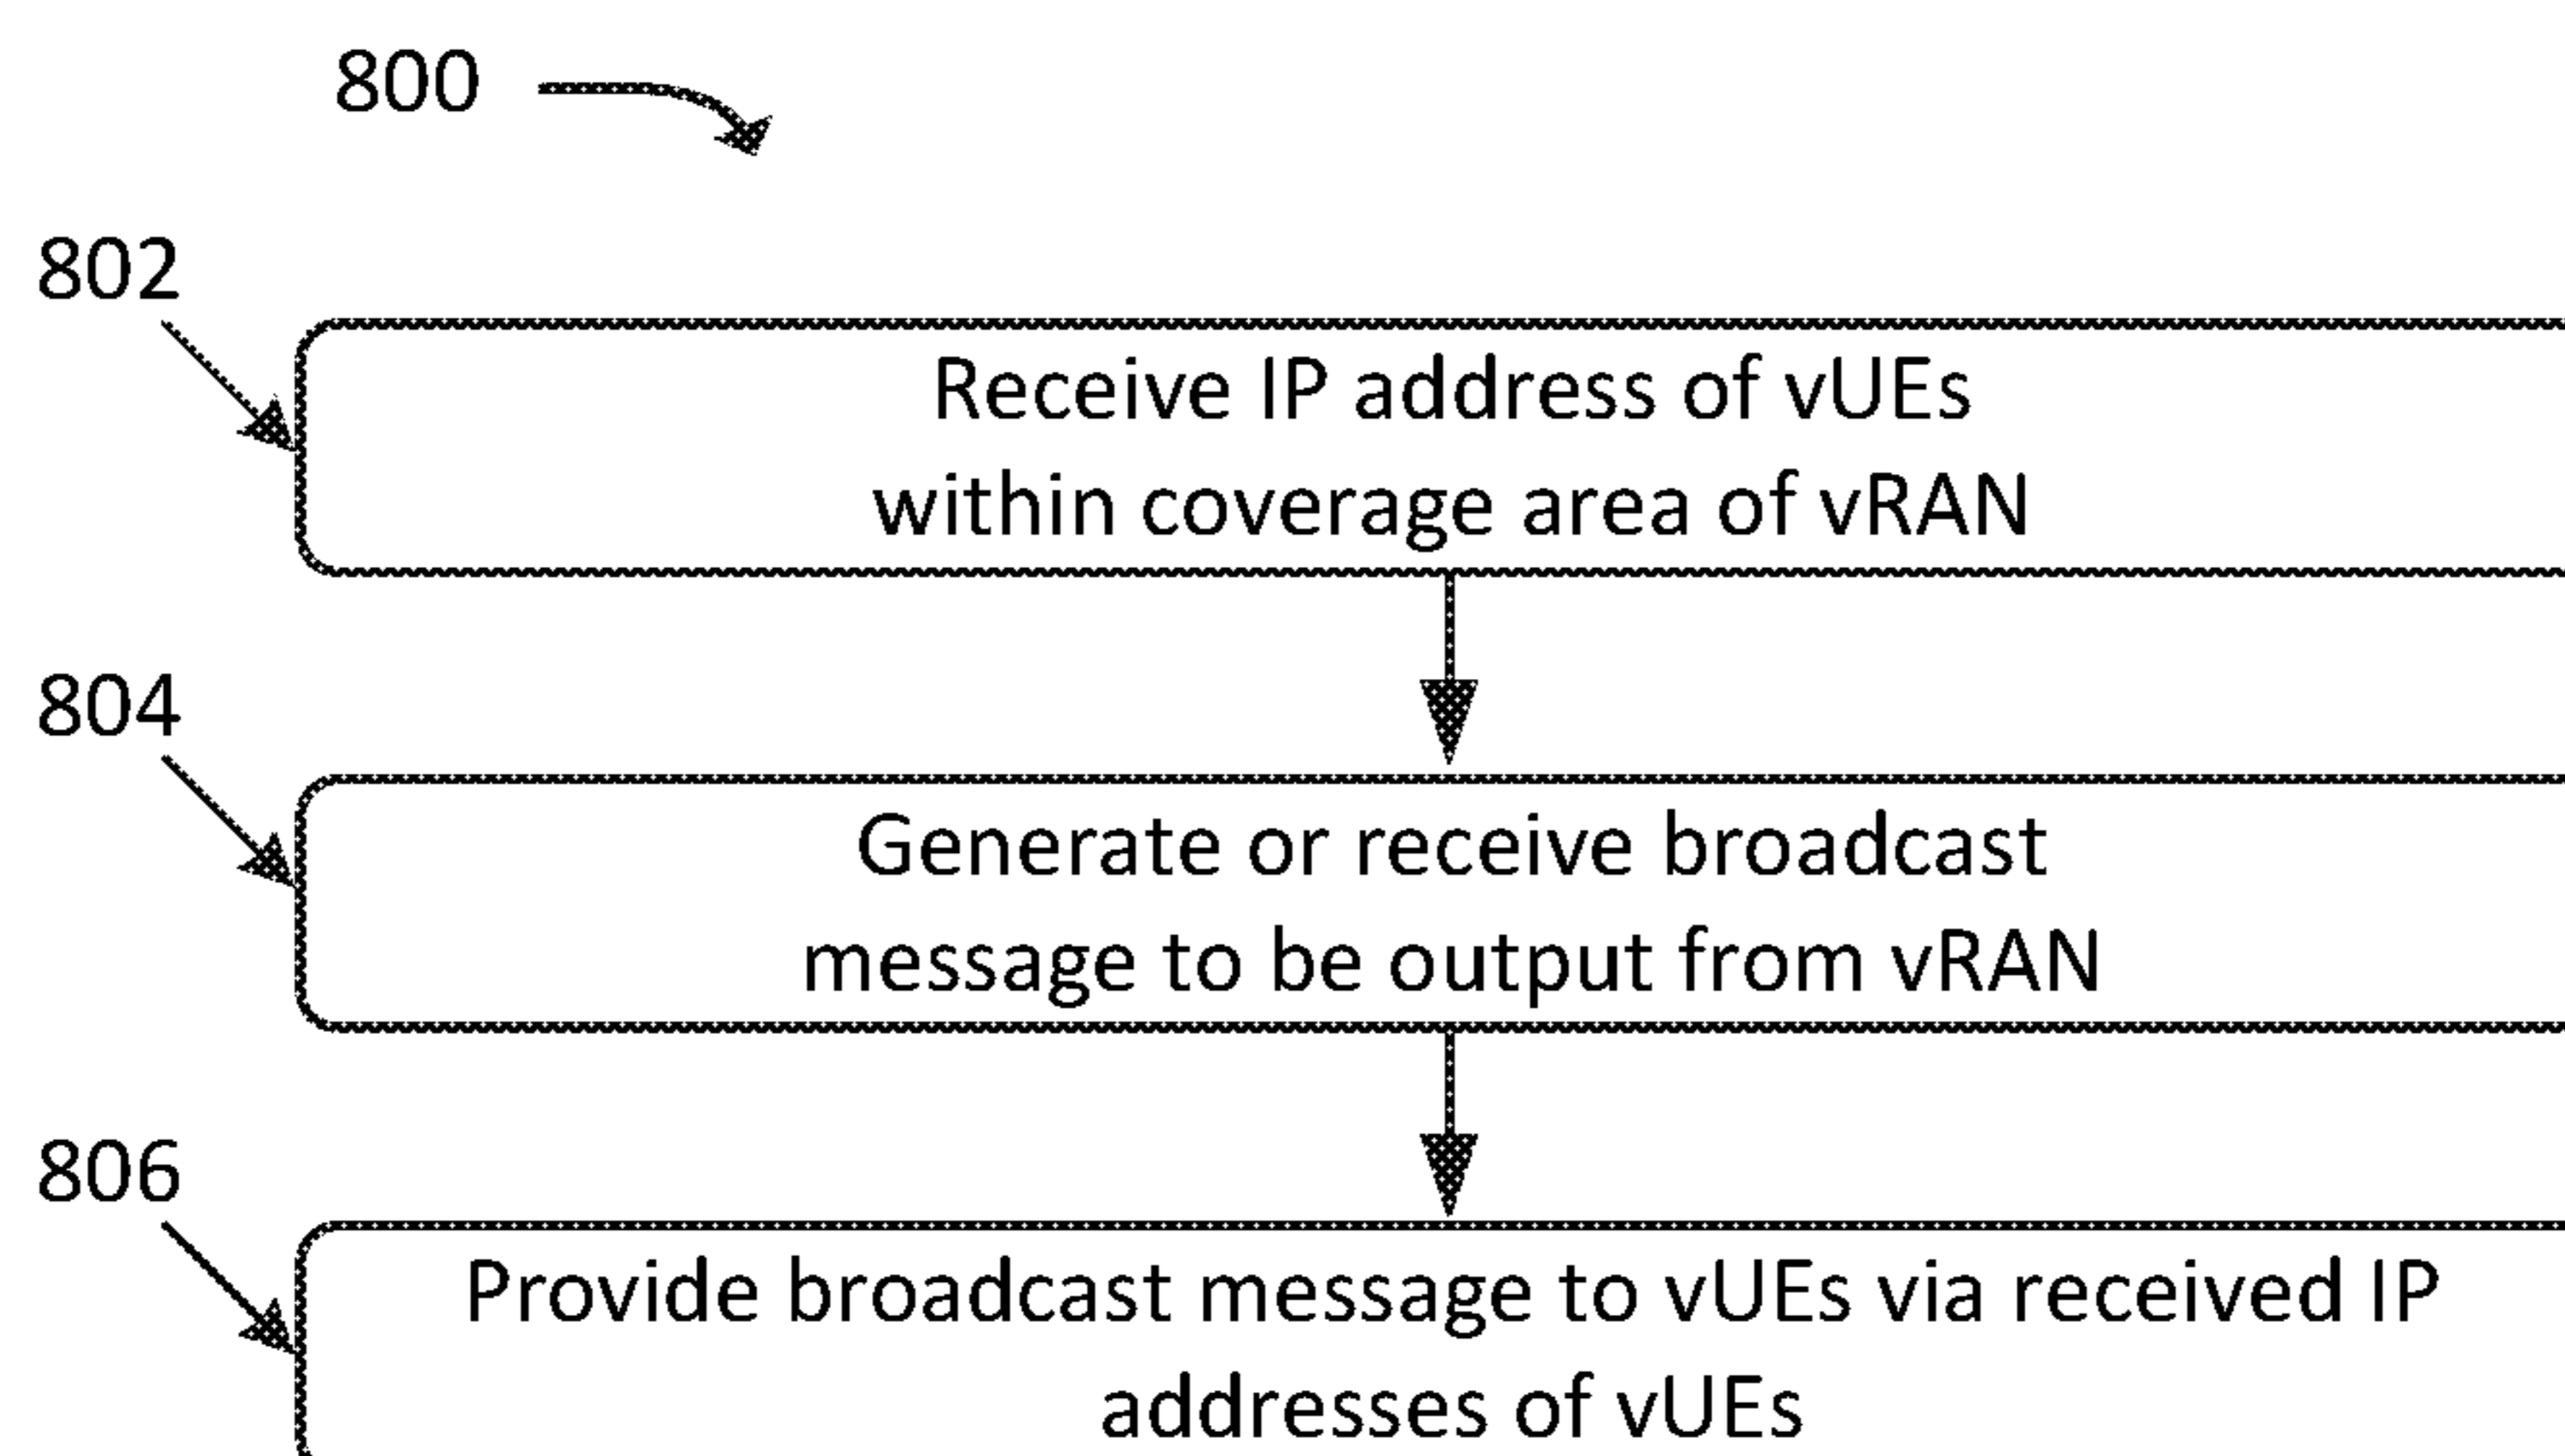 800
802
Receive IP address of vUEs
within coverage area of vRAN
804
Generate or receive broadcast
message to be output from vRAN
806
Provide broadcast message to vUEs via received IP
addresses of vUEs